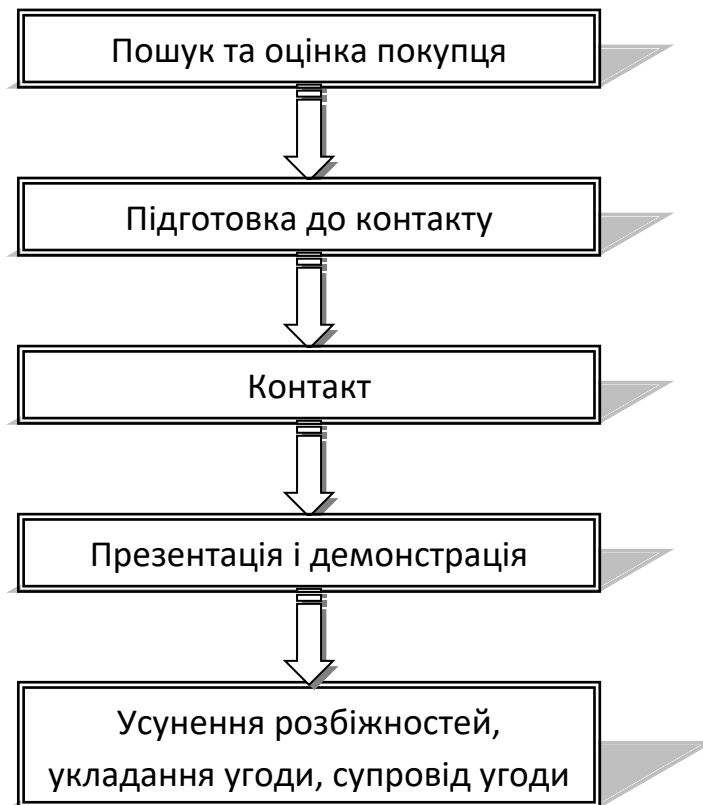 Пошук та оцінка покупця
Підготовка до контакту
Контакт
Презентація і демонстрація
Усунення розбіжностей,
укладання угоди, супровід угоди